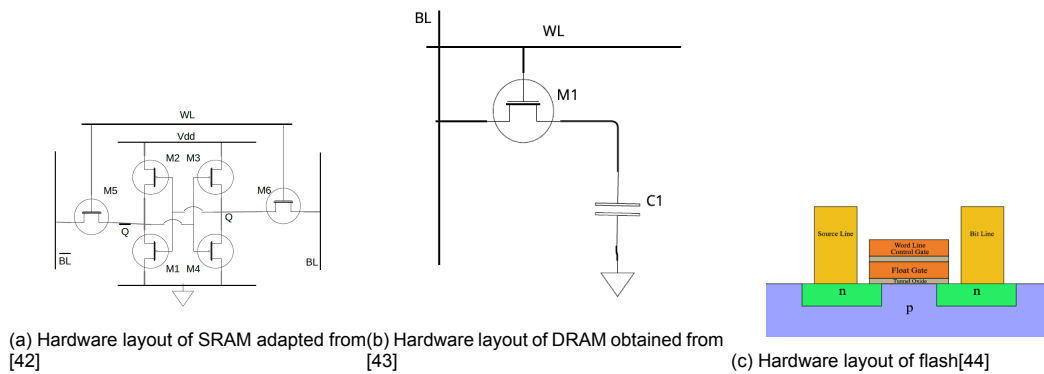 WL
Vdd
M2 M3
M5
M6
Q
Q
BL
M1 M4
BL
(a) Hardware layout of SRAM adapted from
[42]
BL
WL
M1
C1
(b) Hardware layout of DRAM obtained from
[43]
Source Line
Bit Line
Word Line
Control Gate
Float Gate
Tunnel Oxide
n
n
p
(c) Hardware layout of flash[44]